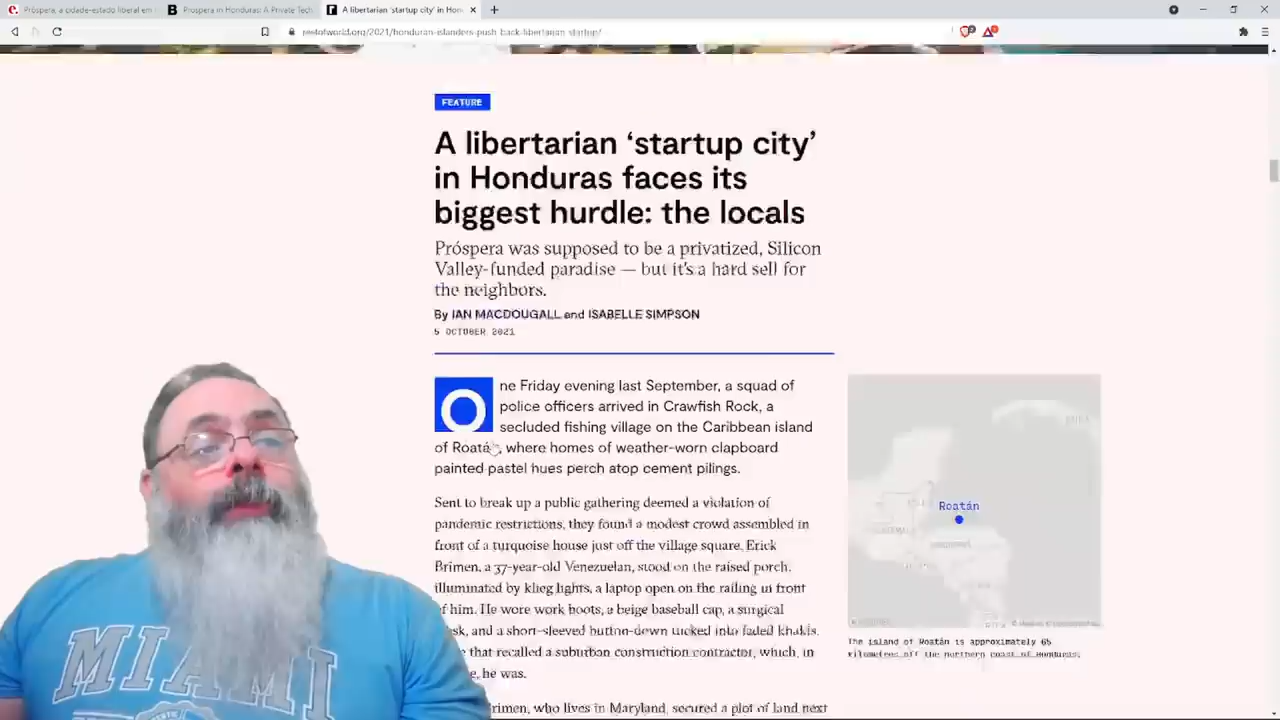 Próspera, a cidade-estado liberal em
Próspera in Honduras: A Private Tech
A libertarian ‘startup city’ in Hon
restofworld.org/2021/honduran-islanders-push-back-libertarian-startup/
FEATURE
A libertarian ‘startup city’
in Honduras faces its
biggest hurdle: the locals
Próspera was supposed to be a privatized, Silicon
Valley-funded paradise — but it's a hard sell for
the neighbors.
By IAN MACDOUGALL and ISABELLE SIMPSON
5 OCTOBER 2021
One Friday evening last September, a squad of
police officers arrived in Crawfish Rock, a
secluded fishing village on the Caribbean island
of Roatán, where homes of weather-worn clapboard
painted pastel hues perch atop cement pilings.
Roatán
Sent to break up a public gathering deemed a violation of
pandemic restrictions, they found a modest crowd assembled in
front of a turquoise house just off the village square. Erick
Brimen, a 37-year-old Venezuelan, stood on the raised porch,
illuminated by klieg lights, a laptop open on the railing in front
of him. He wore work boots, a beige baseball cap, a surgical
and a short-sleeved button-down tucked into faded khakis.
that recalled a suburban construction contractor, which, in
he was.
rimen, who lives in Maryland, secured a plot of land next
The island of Roatán is approximately 65
kilometres off the northern coast of Honduras.
MIAMI